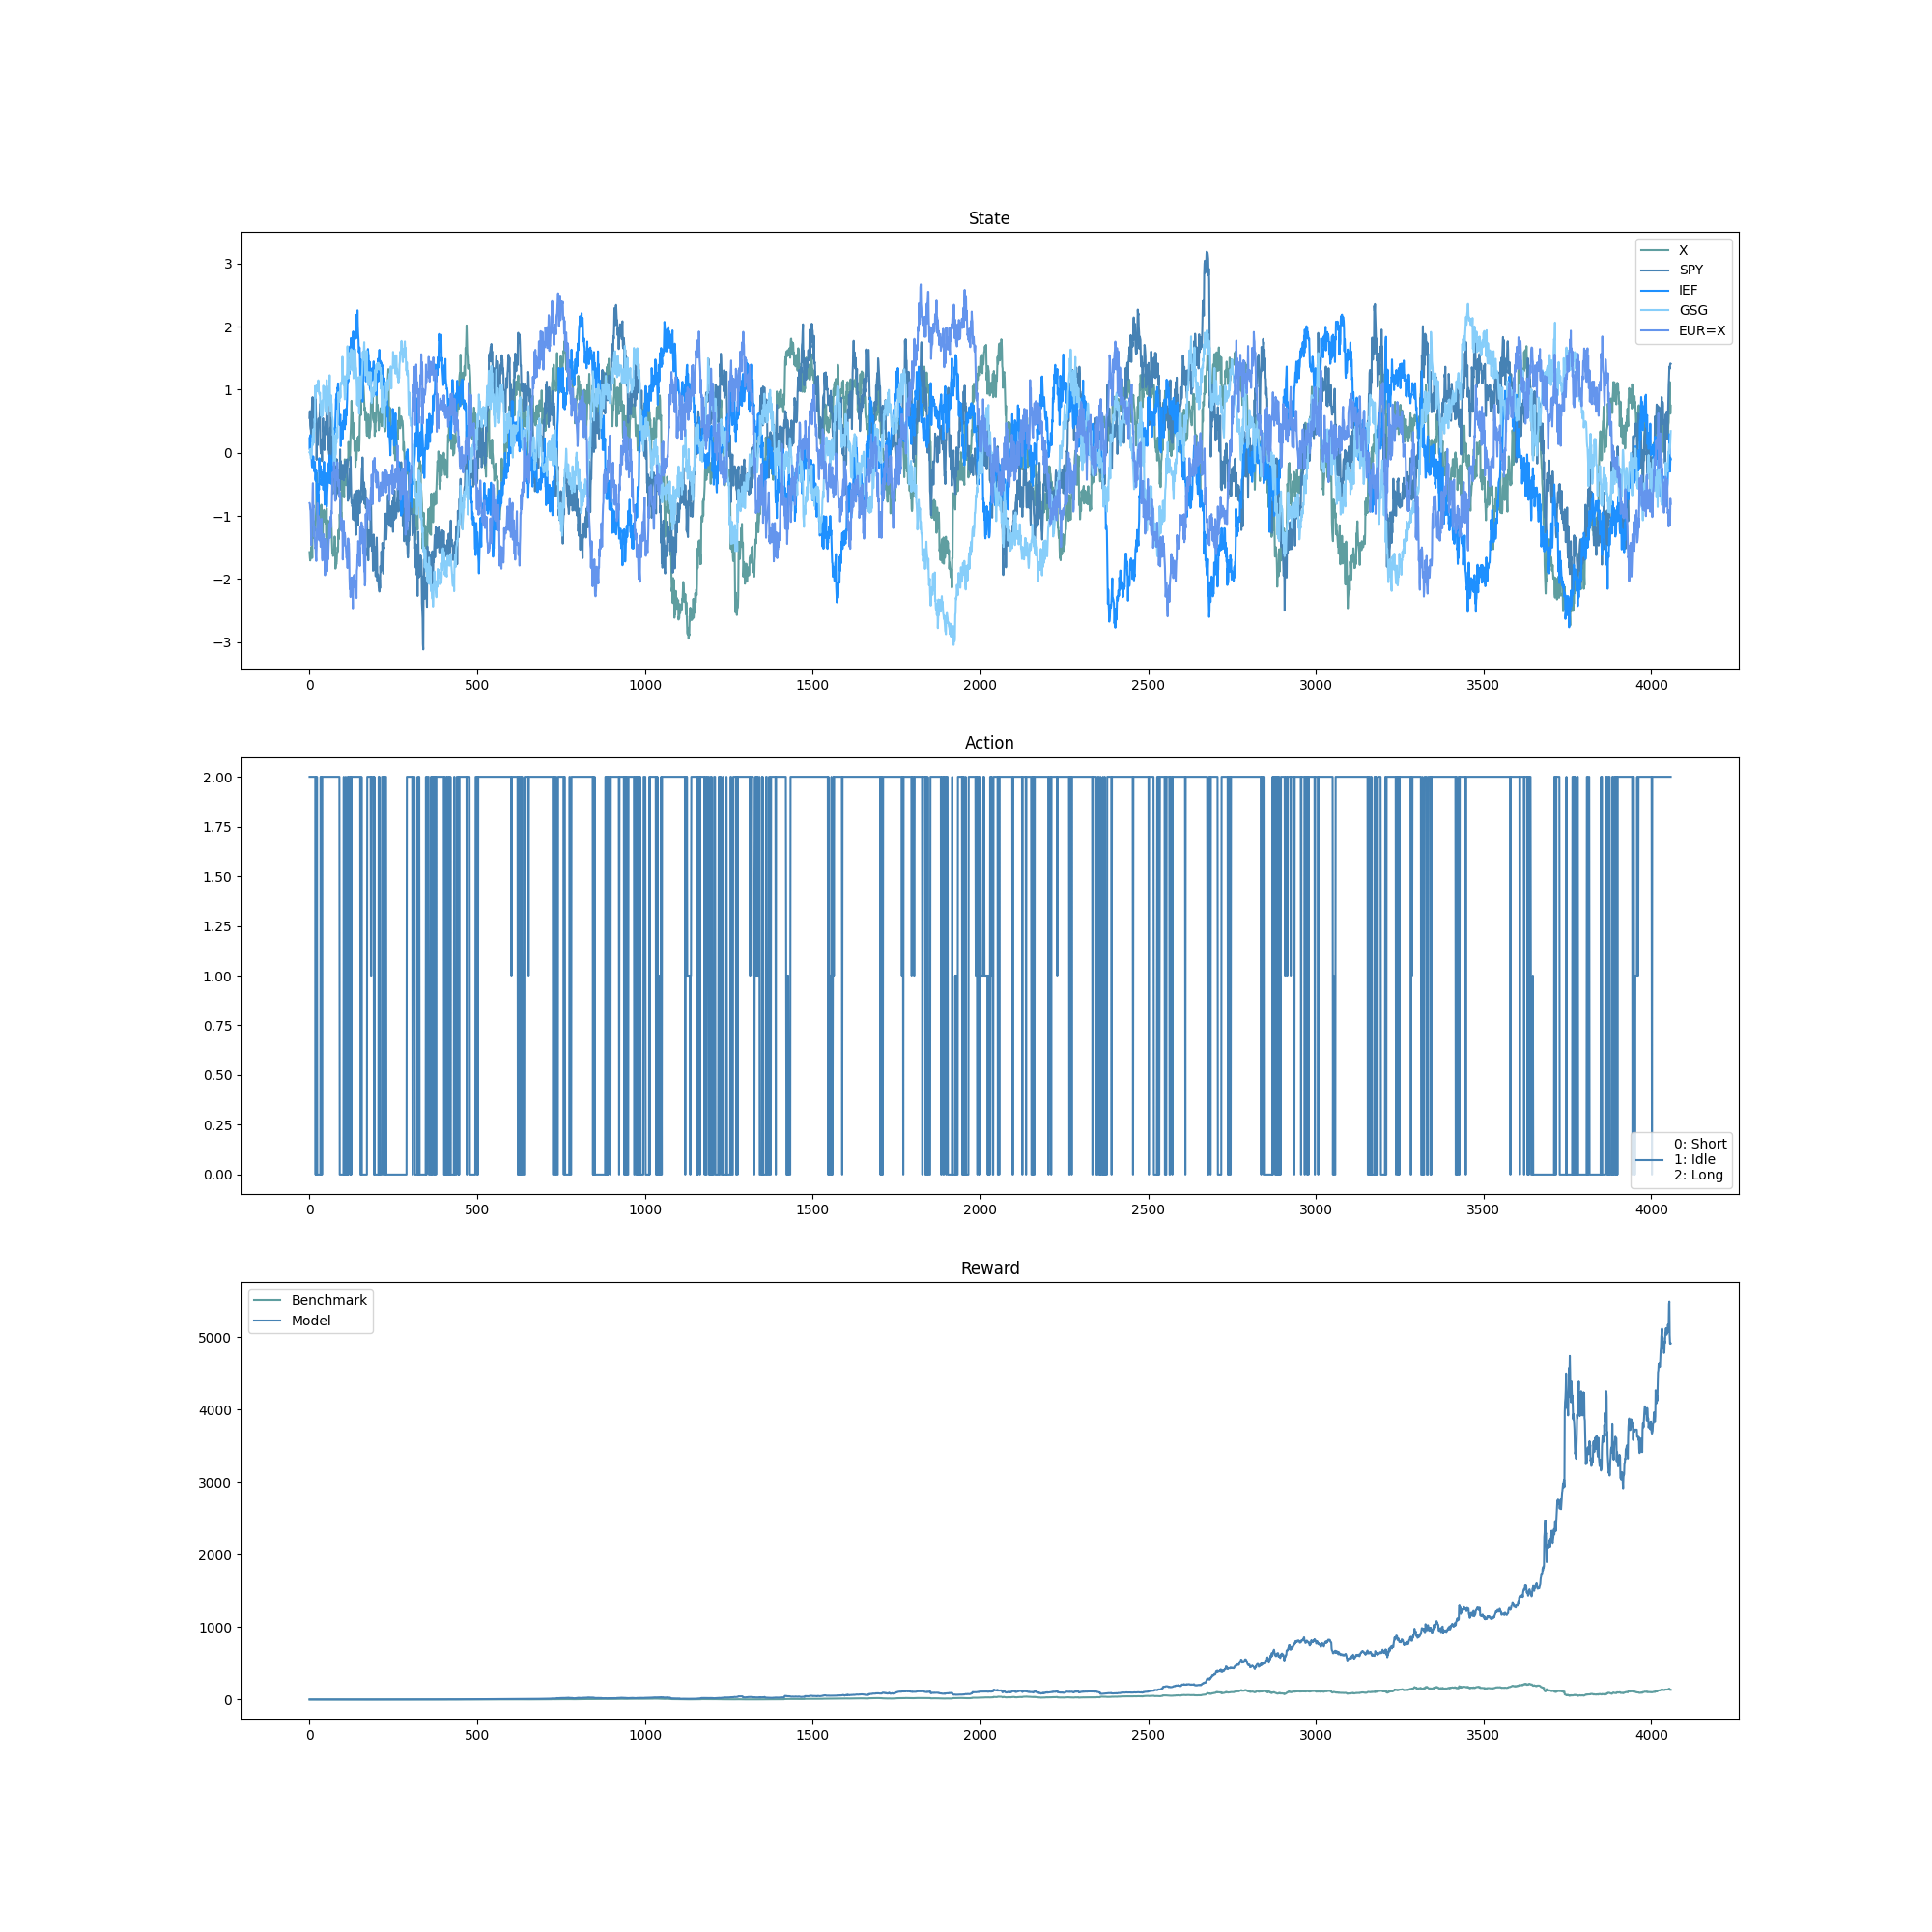 State
3
2
1
0
−1
−2
−3
X
SPY
IEF
GSG
EUR=X
0 500 1000 1500 2000 2500 3000 3500 4000
Action
2.00
1.75
1.50
1.25
1.00
0.75
0.50
0.25
0.00
0: Short
1: Idle
2: Long
0 500 1000 1500 2000 2500 3000 3500 4000
Reward
Benchmark
Model
5000
4000
3000
2000
1000
0
0 500 1000 1500 2000 2500 3000 3500 4000